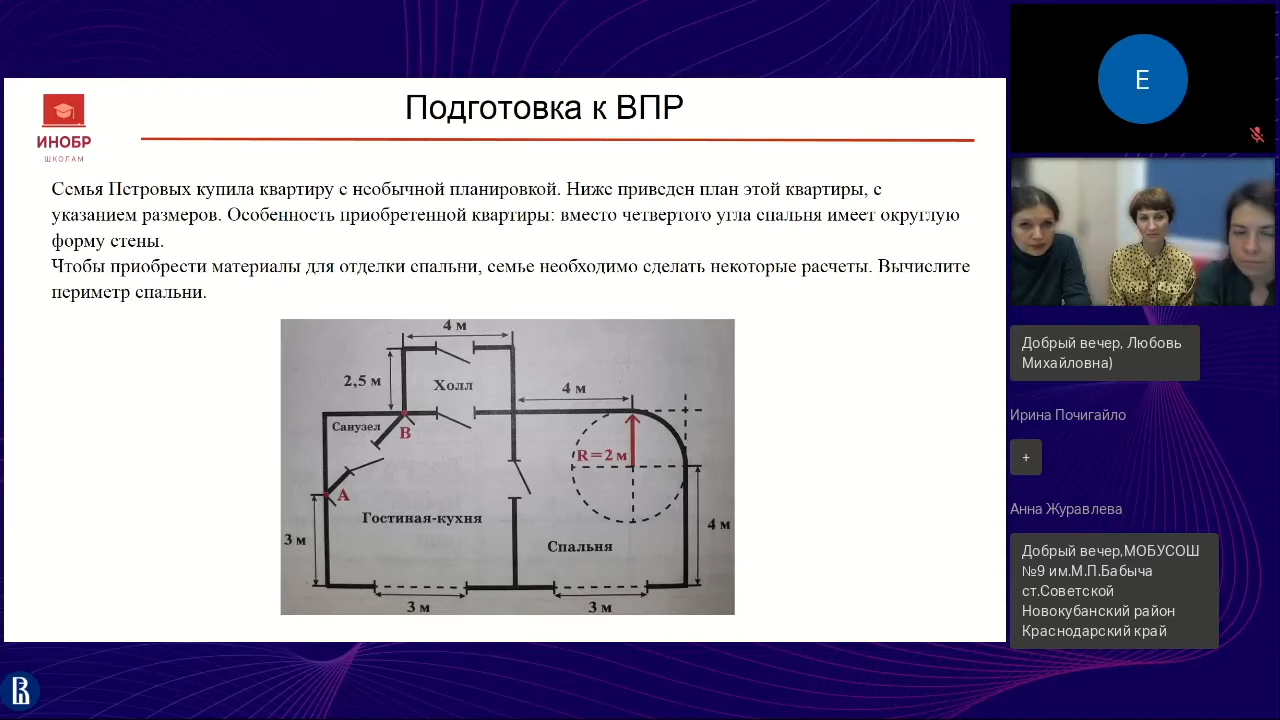 Подготовка к ВПР
ИНОБР
ШКОЛАМ
Семья Петровых купила квартиру с необычной планировкой. Ниже приведен план этой квартиры, с
указанием размеров. Особенность приобретенной квартиры: вместо четвертого угла спальня имеет округлую
форму стены.
Чтобы приобрести материалы для отделки спальни, семье необходимо сделать некоторые расчеты. Вычислите
периметр спальни.
4 м
2,5 м
Холл
4 м
Санузел
В
R=2 м
А
Гостиная-кухня
3 м
4 м
Спальня
3 м
3 м
Е
Добрый вечер, Любовь
Михайловна)
Ирина Почигайло
+
Анна Журавлева
Добрый вечер,МОБУСОШ
№9 им.М.П.Бабыча
ст.Советской
Новокубанский район
Краснодарский край